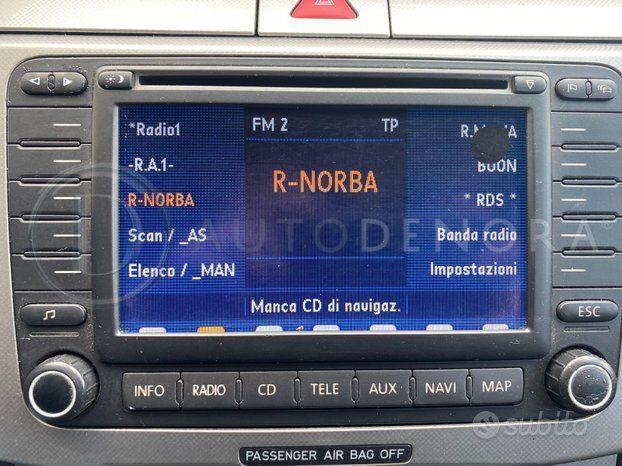 *Radio1
FM 2
TP
-R.A.1-
BUON
R-NORBA
R-NORBA
* RDS *
AUTODENORA
Scan / _AS
Banda radio
Elenco / _MAN
Impostazioni
Manca CD di navigaz.
ESC
INFO
RADIO
CD
TELE
AUX
NAVI
MAP
subito
PASSENGER AIR BAG OFF